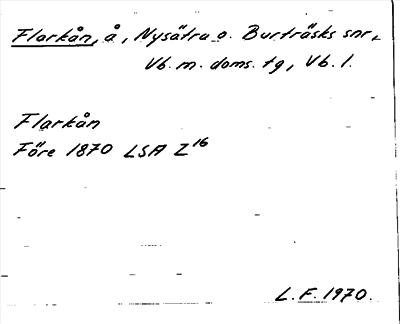 Flarkån, å, Nysätra o. Burträsks snr,
Vb. m. doms. tg, Vb. l.
Flarkån
Före 1870 LSA Z16
L.F. 1970.